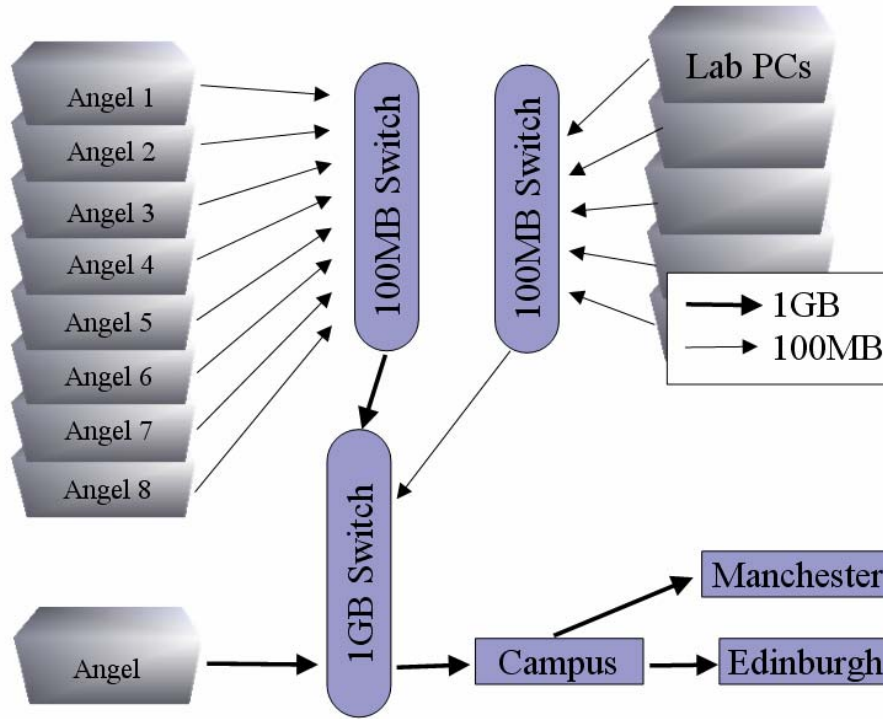 Angel 1
Angel 2
Angel 3
Angel 4
Angel 5
Angel 6
Angel 7
Angel 8
Angel
100MB Switch
100MB Switch
1GB Switch
Lab PCs
1GB
100MB
Campus
Manchester
Edinburgh